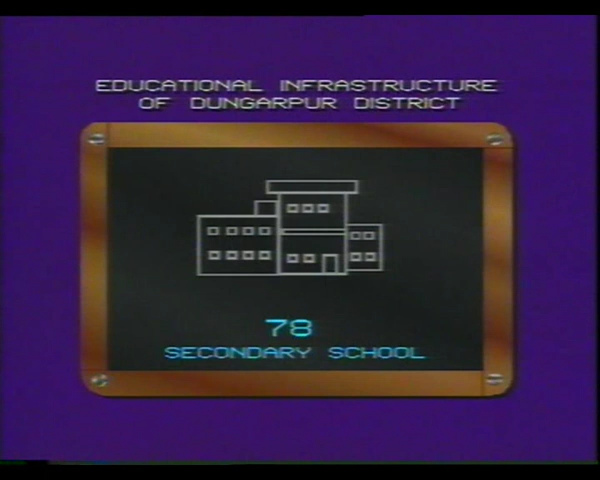 EDUCATIONAL INFRASTRUCTURE
OF DUNGARPUR DISTRICT
78
SECONDARY SCHOOL